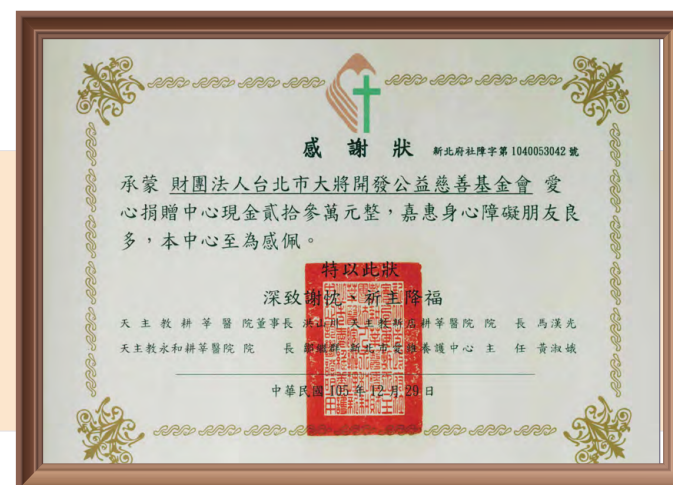 感謝狀 新北府社障字第1040053042號
承蒙 財團法人台北市大將開發公益慈善基金會 愛
心捐贈中心現金貳拾參萬元整,嘉惠身心障礙朋友良
多,本中心至為感佩。
特以此狀
深致謝忱、祈主降福
天主教耕莘醫院董事長 洪山川 天主教新店耕莘醫院 院長 馬漢光
天主教永和耕莘醫院 院長 新北市愛維養護中心 主任 黃淑娥
中華民國105年12月29日